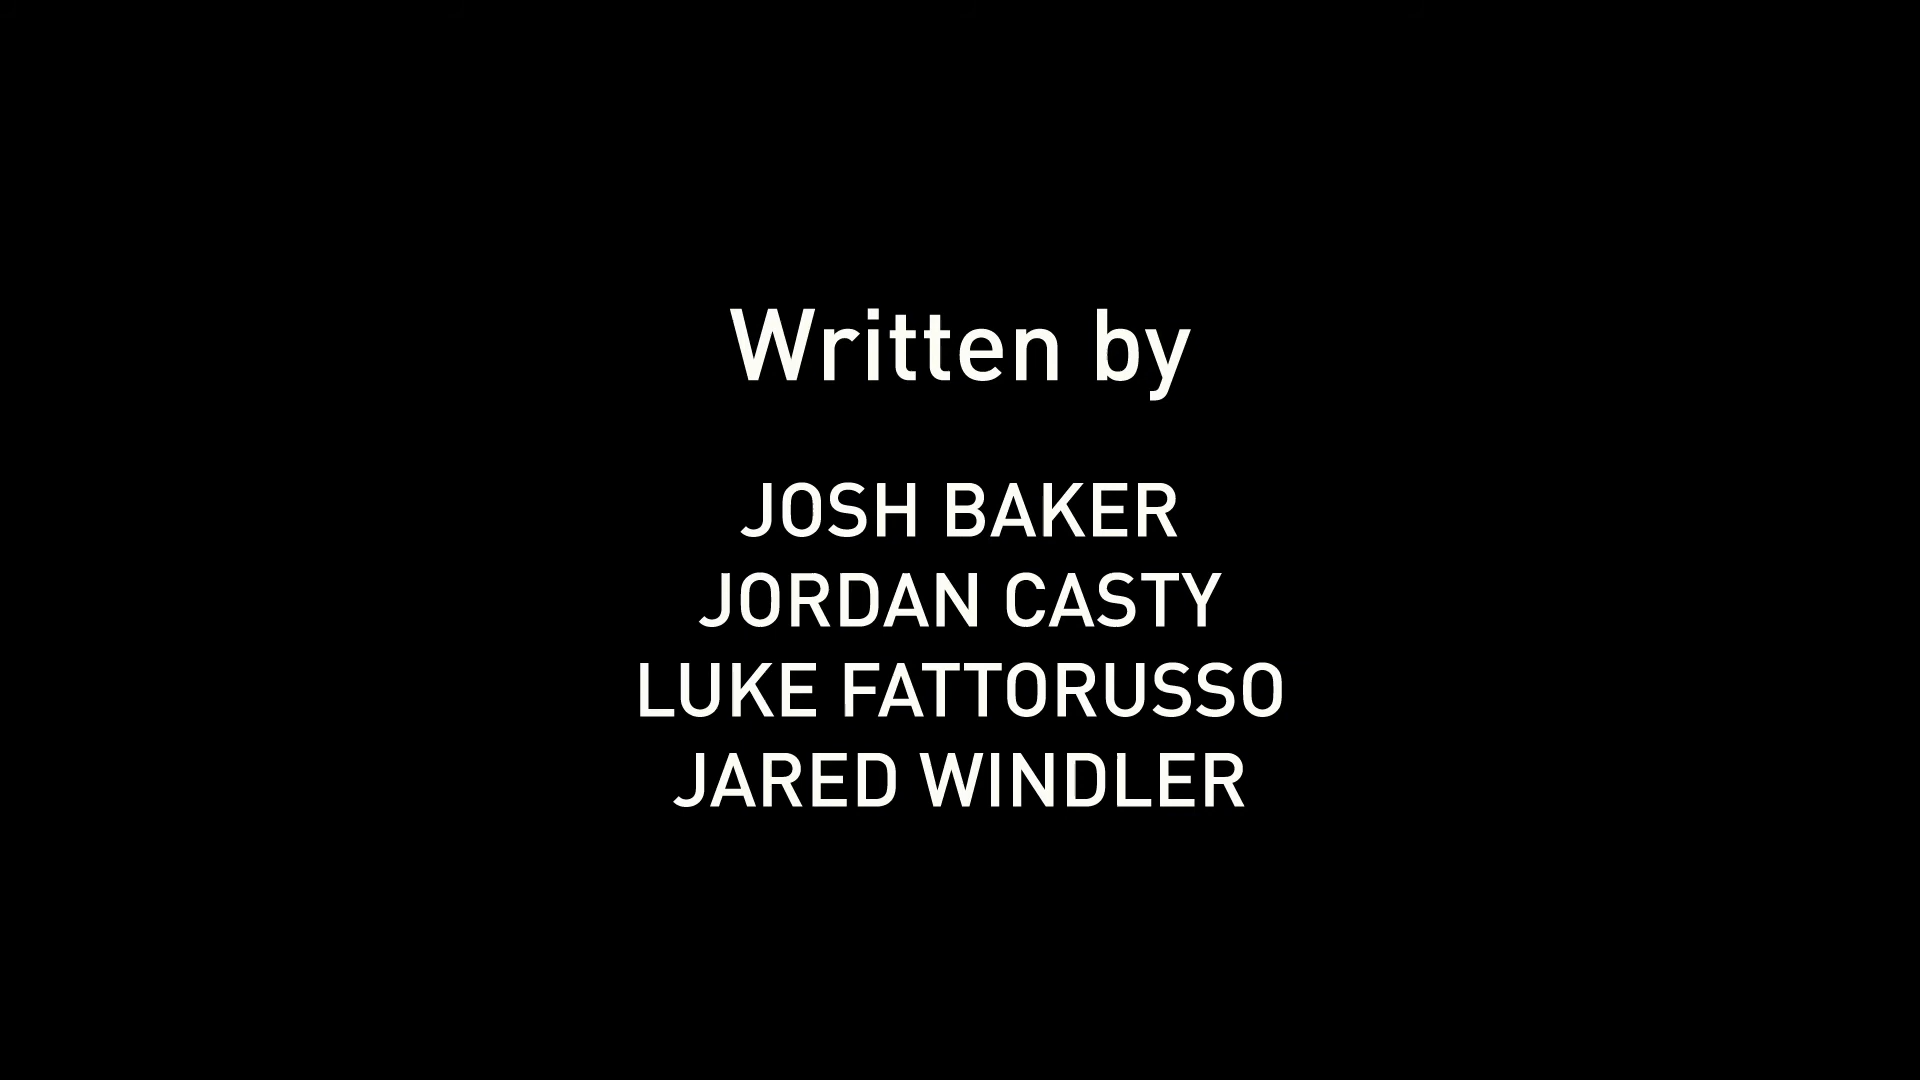 Written by
JOSH BAKER
JORDAN CASTY
LUKE FATTORUSSO
JARED WINDLER